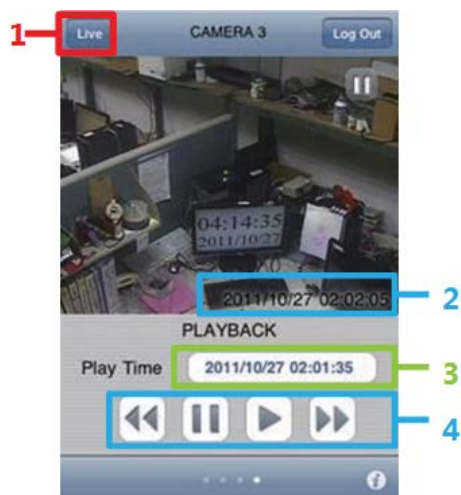 1
Live
CAMERA 3
Log Out
04:14:35
2011/10/27
2011/10/27 02:02:05
2
PLAYBACK
Play Time
2011/10/27 02:01:35
3
4